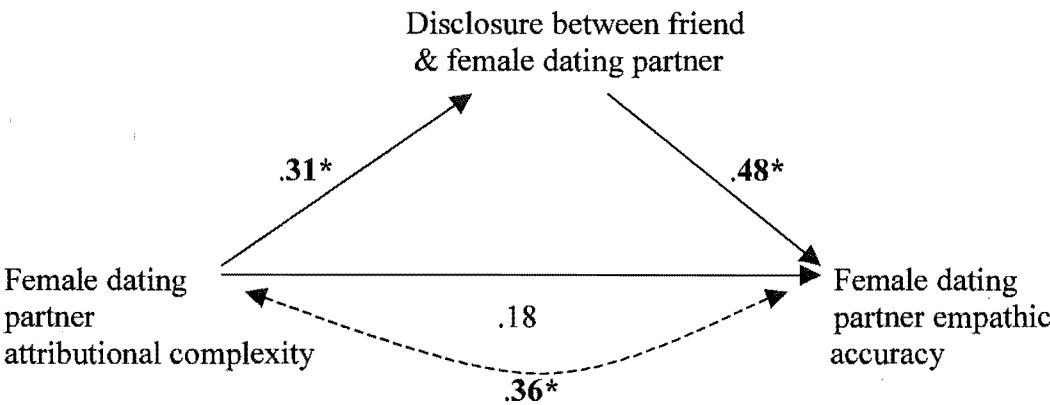 Disclosure between friend
& female dating partner
.31*
.48*
Female dating
partner
attributional complexity
.18
Female dating
partner empathic
accuracy
.36*